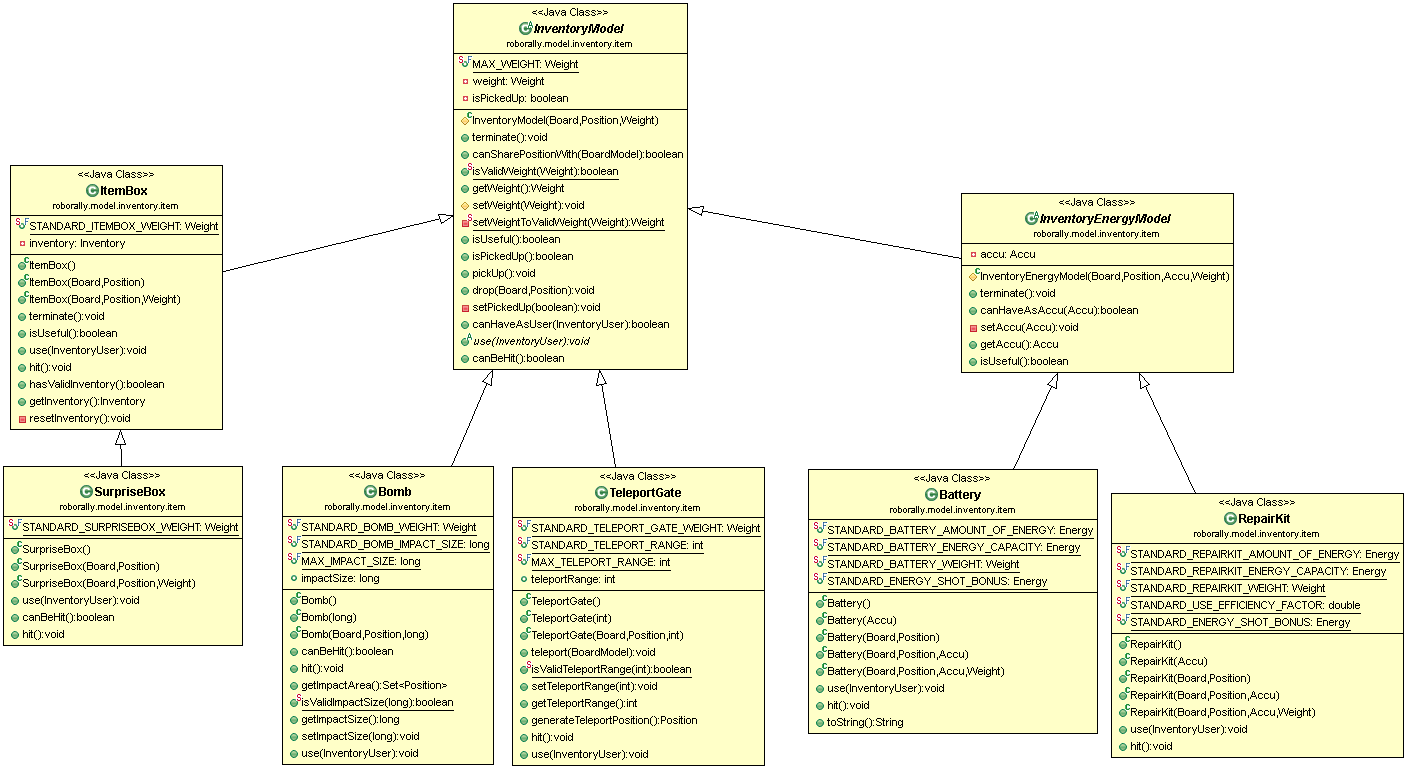 <<Java Class>>
InventoryModel
roborally.model.inventory.item
MAX_WEIGHT: Weight
weight: Weight
isPickedUp: boolean
InventoryModel(Board,Position,Weight)
terminate():void
canSharePositionWith(BoardModel):boolean
isValidWeight(Weight):boolean
getWeight():Weight
setWeight(Weight):void
setWeightToValidWeight(Weight):Weight
isUseful():boolean
isPickedUp():boolean
pickUp():void
drop(Board,Position):void
setPickedUp(boolean):void
canHaveAsUser(InventoryUser):boolean
use(InventoryUser):void
canBeHit():boolean
<<Java Class>>
ItemBox
roborally.model.inventory.item
STANDARD_ITEMBOX_WEIGHT: Weight
inventory: Inventory
ItemBox()
ItemBox(Board,Position)
ItemBox(Board,Position,Weight)
terminate():void
isUseful():boolean
use(InventoryUser):void
hit():void
hasValidInventory():boolean
getInventory():Inventory
resetInventory():void
<<Java Class>>
InventoryEnergyModel
roborally.model.inventory.item
accu: Accu
InventoryEnergyModel(Board,Position,Accu,Weight)
terminate():void
canHaveAsAccu(Accu):boolean
setAccu(Accu):void
getAccu():Accu
isUseful():boolean
<<Java Class>>
SurpriseBox
roborally.model.inventory.item
STANDARD_SURPRISEBOX_WEIGHT: Weight
SurpriseBox()
SurpriseBox(Board,Position)
SurpriseBox(Board,Position,Weight)
use(InventoryUser):void
canBeHit():boolean
hit():void
<<Java Class>>
Bomb
roborally.model.inventory.item
STANDARD_BOMB_WEIGHT: Weight
STANDARD_BOMB_IMPACT_SIZE: long
MAX_IMPACT_SIZE: long
impactSize: long
Bomb()
Bomb(long)
Bomb(Board,Position,long)
canBeHit():boolean
hit():void
getImpactArea():Set<Position>
isValidImpactSize(long):boolean
getImpactSize():long
setImpactSize(long):void
use(InventoryUser):void
<<Java Class>>
TeleportGate
roborally.model.inventory.item
STANDARD_TELEPORT_GATE_WEIGHT: Weight
STANDARD_TELEPORT_RANGE: int
MAX_TELEPORT_RANGE: int
teleportRange: int
TeleportGate()
TeleportGate(int)
TeleportGate(Board,Position,int)
teleport(BoardModel):void
isValidTeleportRange(int):boolean
setTeleportRange(int):void
getTeleportRange():int
generateTeleportPosition():Position
hit():void
use(InventoryUser):void
<<Java Class>>
Battery
roborally.model.inventory.item
STANDARD_BATTERY_AMOUNT_OF_ENERGY: Energy
STANDARD_BATTERY_ENERGY_CAPACITY: Energy
STANDARD_BATTERY_WEIGHT: Weight
STANDARD_ENERGY_SHOT_BONUS: Energy
Battery()
Battery(Accu)
Battery(Board,Position)
Battery(Board,Position,Accu)
Battery(Board,Position,Accu,Weight)
use(InventoryUser):void
hit():void
toString():String
<<Java Class>>
RepairKit
roborally.model.inventory.item
STANDARD_REPAIRKIT_AMOUNT_OF_ENERGY: Energy
STANDARD_REPAIRKIT_ENERGY_CAPACITY: Energy
STANDARD_REPAIRKIT_WEIGHT: Weight
STANDARD_USE_EFFICIENCY_FACTOR: double
STANDARD_ENERGY_SHOT_BONUS: Energy
RepairKit()
RepairKit(Accu)
RepairKit(Board,Position)
RepairKit(Board,Position,Accu)
RepairKit(Board,Position,Accu,Weight)
use(InventoryUser):void
hit():void